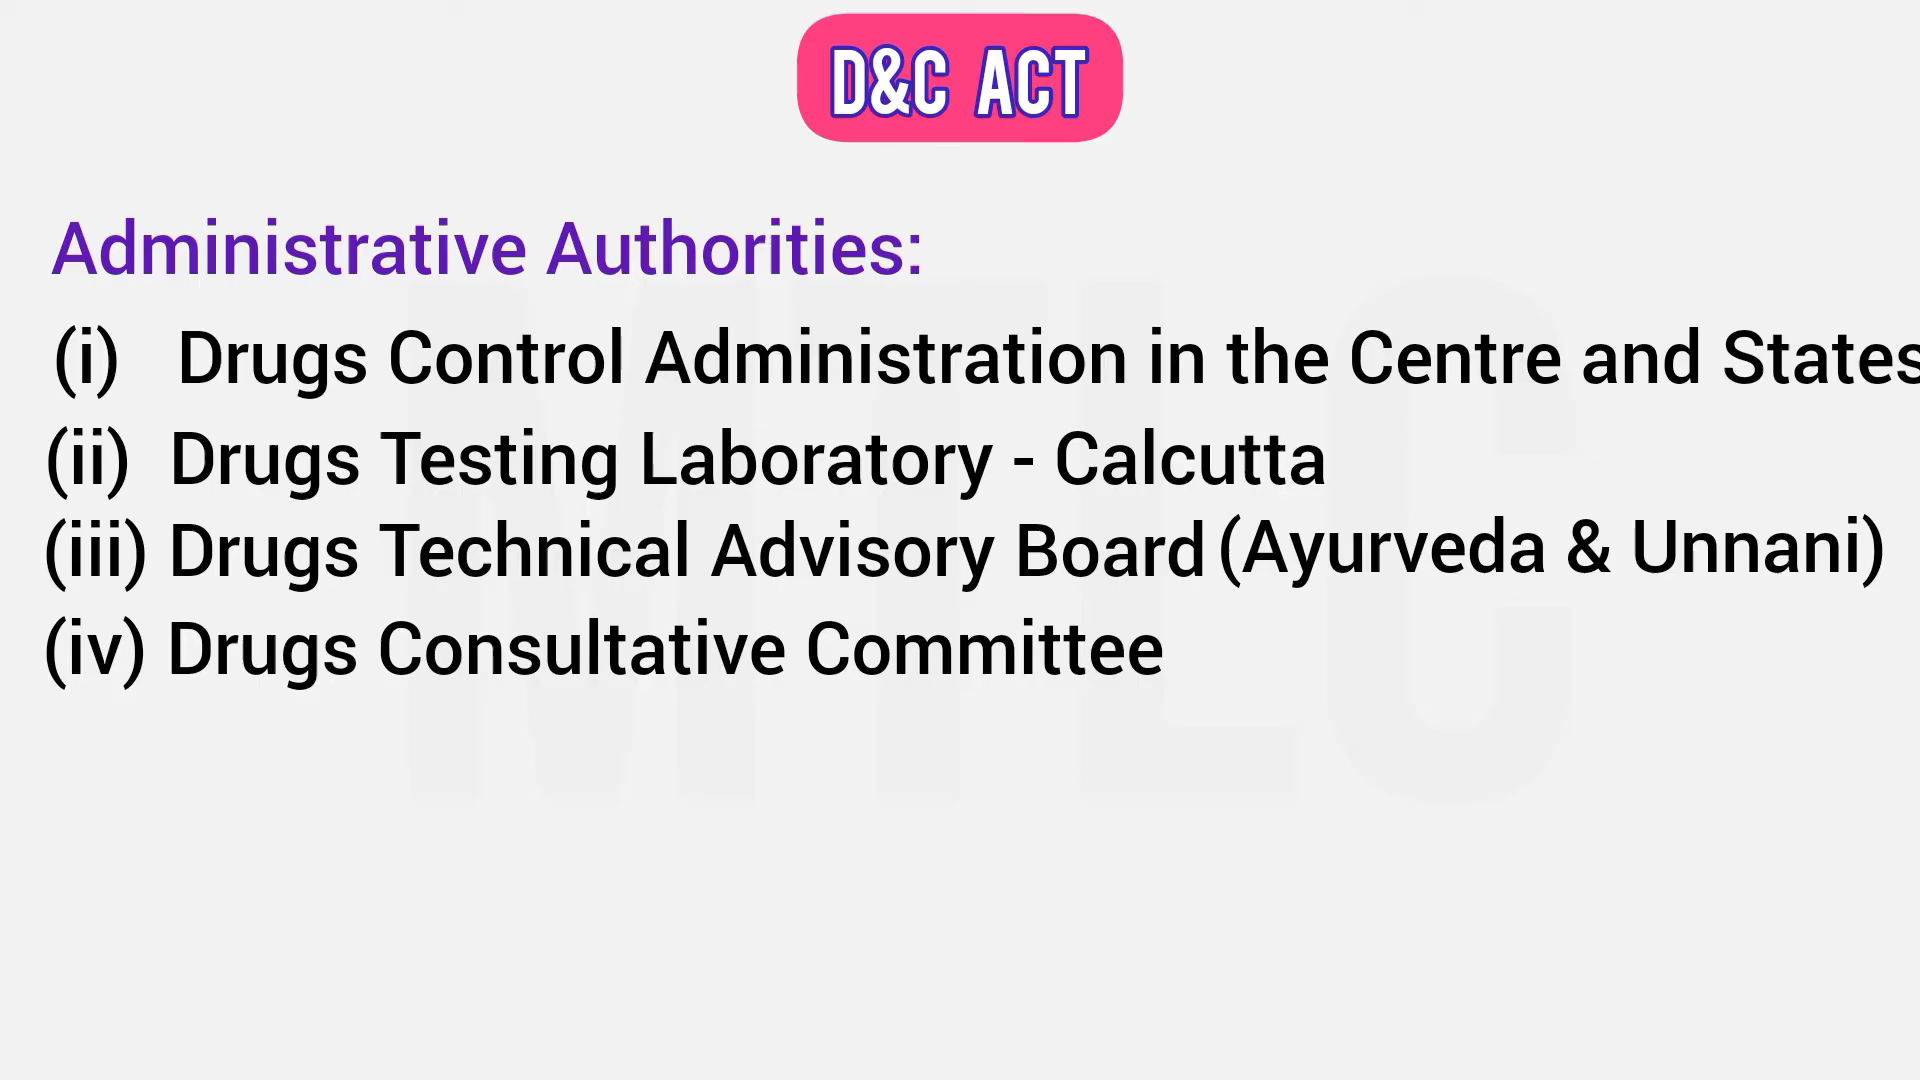 D&C ACT
Administrative Authorities:
(i) Drugs Control Administration in the Centre and States
(ii) Drugs Testing Laboratory - Calcutta
(iii) Drugs Technical Advisory Board (Ayurveda & Unnani)
(iv) Drugs Consultative Committee
MTLC